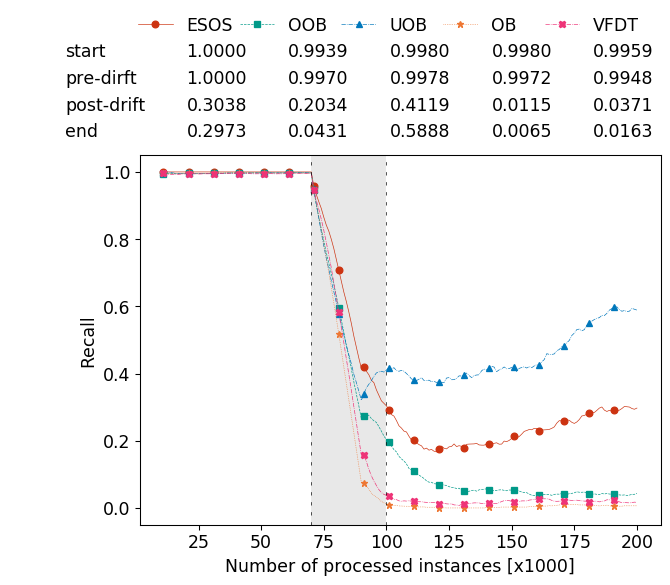 ESOS OOB UOB OB VFDT
start 1.0000 0.9939 0.9980 0.9980 0.9959
pre-dirft 1.0000 0.9970 0.9978 0.9972 0.9948
post-drift 0.3038 0.2034 0.4119 0.0115 0.0371
end 0.2973 0.0431 0.5888 0.0065 0.0163
1.0
0.8
0.6
0.4
0.2
0.0
Recall
25 50 75 100 125 150 175 200
Number of processed instances [x1000]